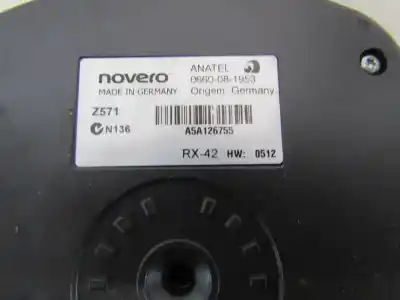 novero
ANATEL
MADE IN GERMANY
0660-08-1953
Origem Germany
Z571
N136
A5A126755
RX-42 HW: 0512